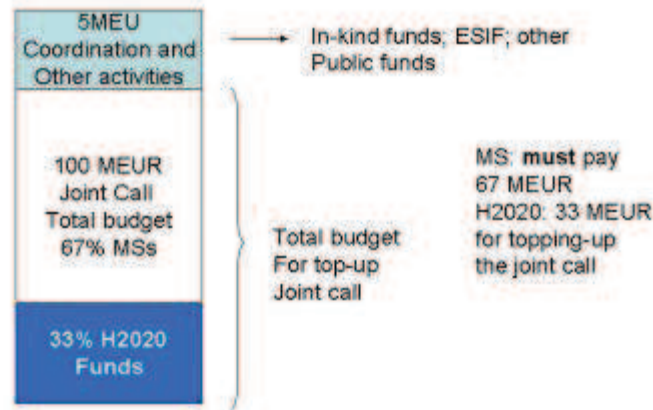 5MEU
Coordination and
Other activities
In-kind funds; ESIF; other
Public funds
100 MEUR
Joint Call
Total budget
67% MSs
33% H2020
Funds
Total budget
For top-up
Joint call
MS: must pay
67 MEUR
H2020: 33 MEUR
for topping-up
the joint call